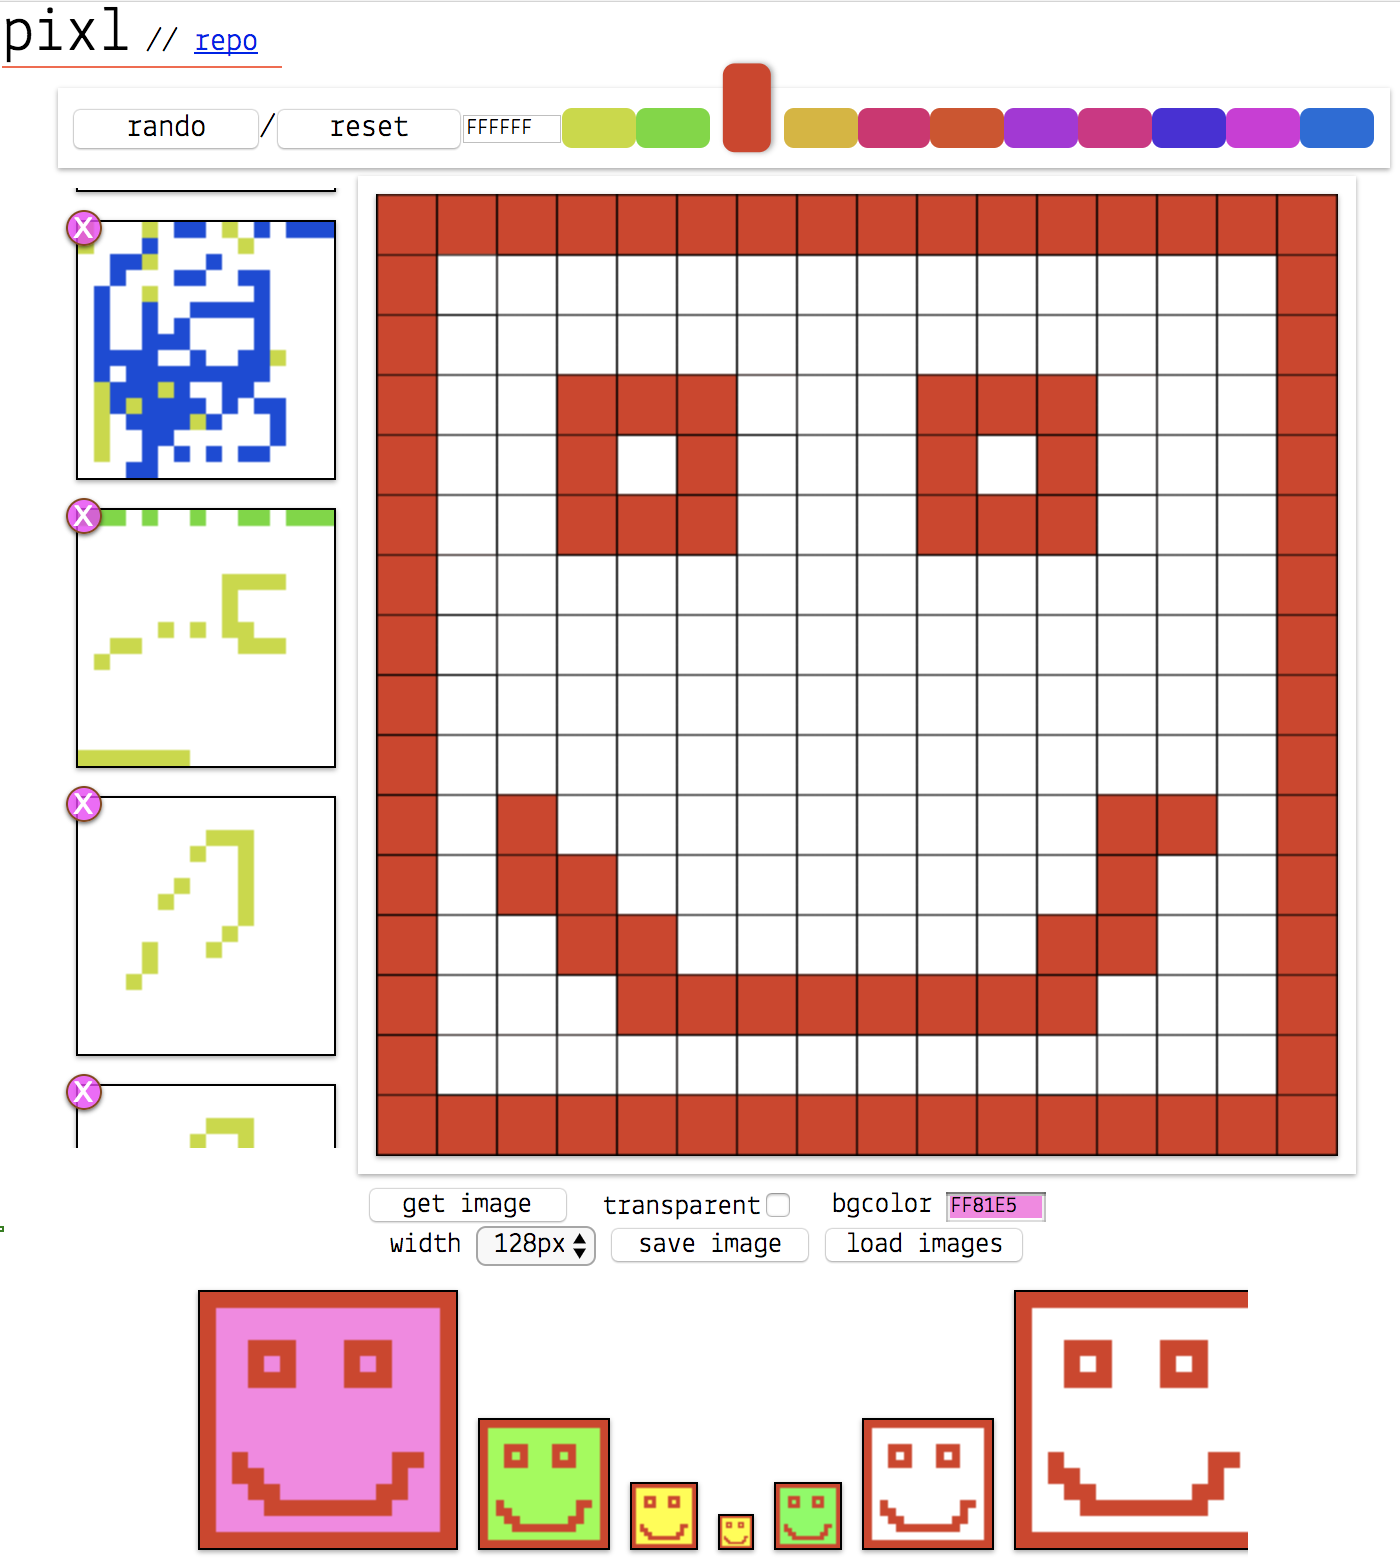 pixl // repo
rando / reset FFFFFF
X
X
X
X
get image transparent bgcolor FF81E5
width 128px save image load images